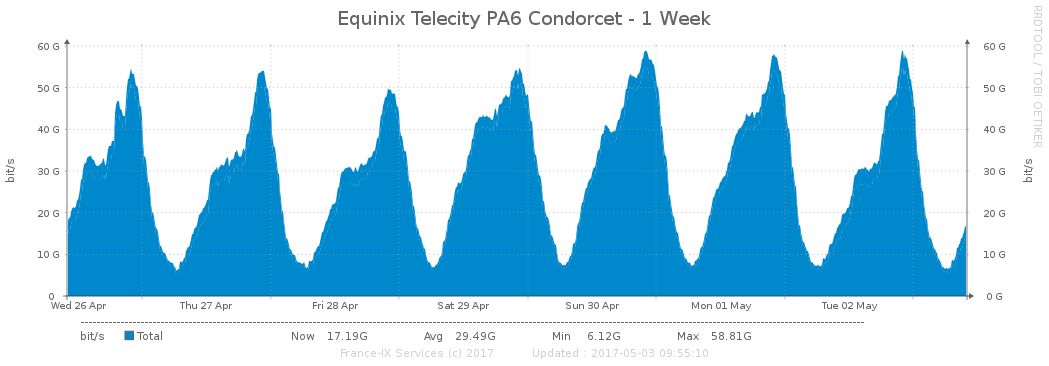 Equinix Telecity PA6 Condorcet - 1 Week
RRDTOOL / TOBI OETIKER
bit/s
60 G
50 G
40 G
30 G
20 G
10 G
0
60 G
50 G
40 G
30 G
20 G
10 G
0 G
bit/s
Wed 26 Apr Thu 27 Apr Fri 28 Apr Sat 29 Apr Sun 30 Apr Mon 01 May Tue 02 May
bit/s Total Now 17.19G Avg 29.49G Min 6.12G Max 58.81G
France-IX Services (c) 2017 Updated : 2017-05-03 09:55:10